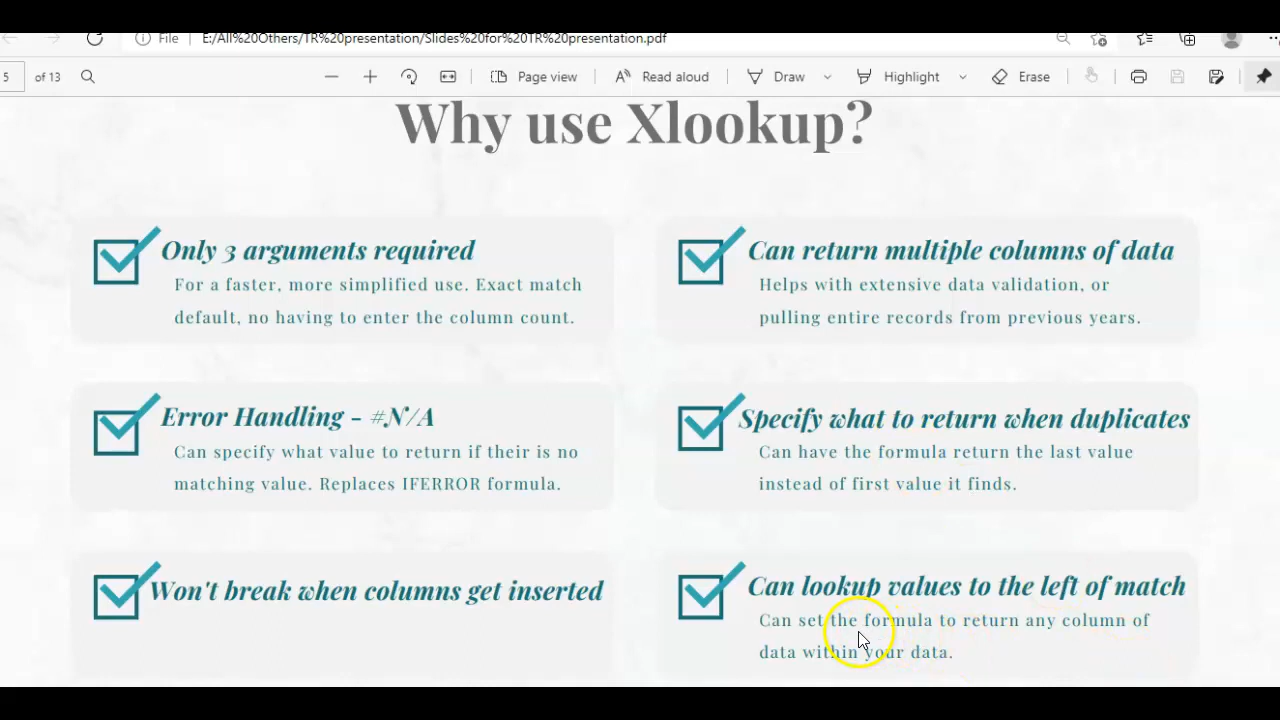 File E:/All%20Others/TR%20presentation/Slides%20for%20TR%20presentation.pdf
5 of 13 Page view Read aloud Draw Highlight Erase
Why use Xlookup?
Only 3 arguments required
For a faster, more simplified use. Exact match
default, no having to enter the column count.
Can return multiple columns of data
Helps with extensive data validation, or
pulling entire records from previous years.
Error Handling - #N/A
Can specify what value to return if their is no
matching value. Replaces IFERROR formula.
Specify what to return when duplicates
Can have the formula return the last value
instead of first value it finds.
Won't break when columns get inserted
Can lookup values to the left of match
Can set the formula to return any column of
data within your data.